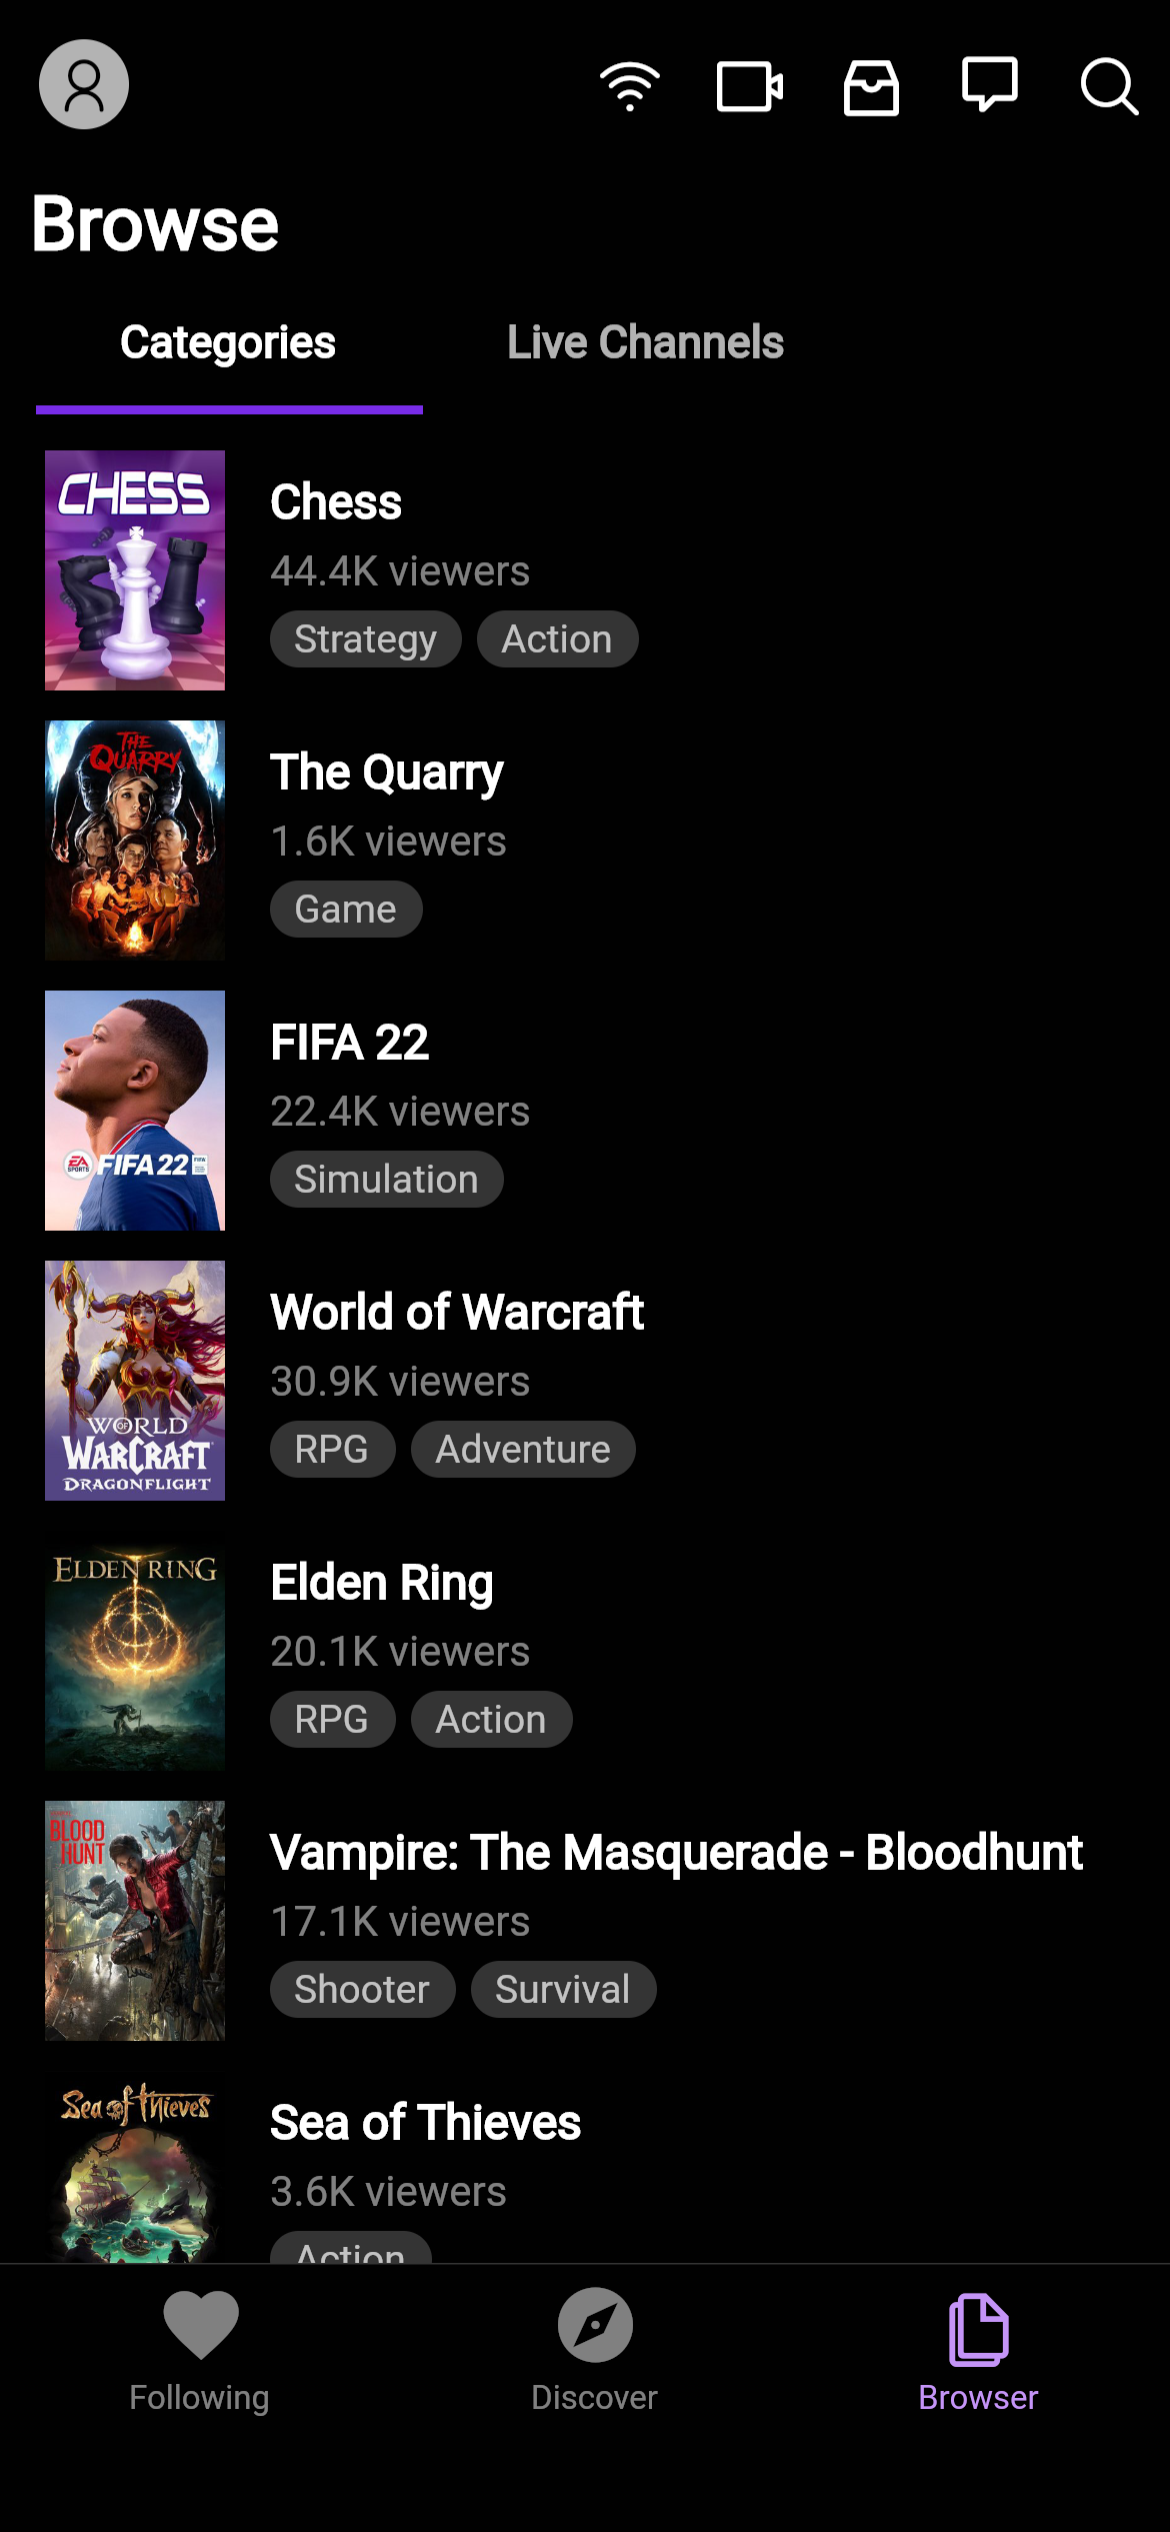 Browse
Categories
Live Channels
CHESS
Chess
44.4K viewers
Strategy
Action
THE
QUARRY
The Quarry
1.6K viewers
Game
EA
SPORTS
FIFA 22
FIFA 22
22.4K viewers
Simulation
WORLD
OF
WARCRAFT
DRAGONFLIGHT
World of Warcraft
30.9K viewers
RPG
Adventure
ELDEN RING
Elden Ring
20.1K viewers
RPG
Action
BLOOD
HUNT
Vampire: The Masquerade - Bloodhunt
17.1K viewers
Shooter
Survival
Sea of Thieves
Sea of Thieves
3.6K viewers
Action
Following
Discover
Browser